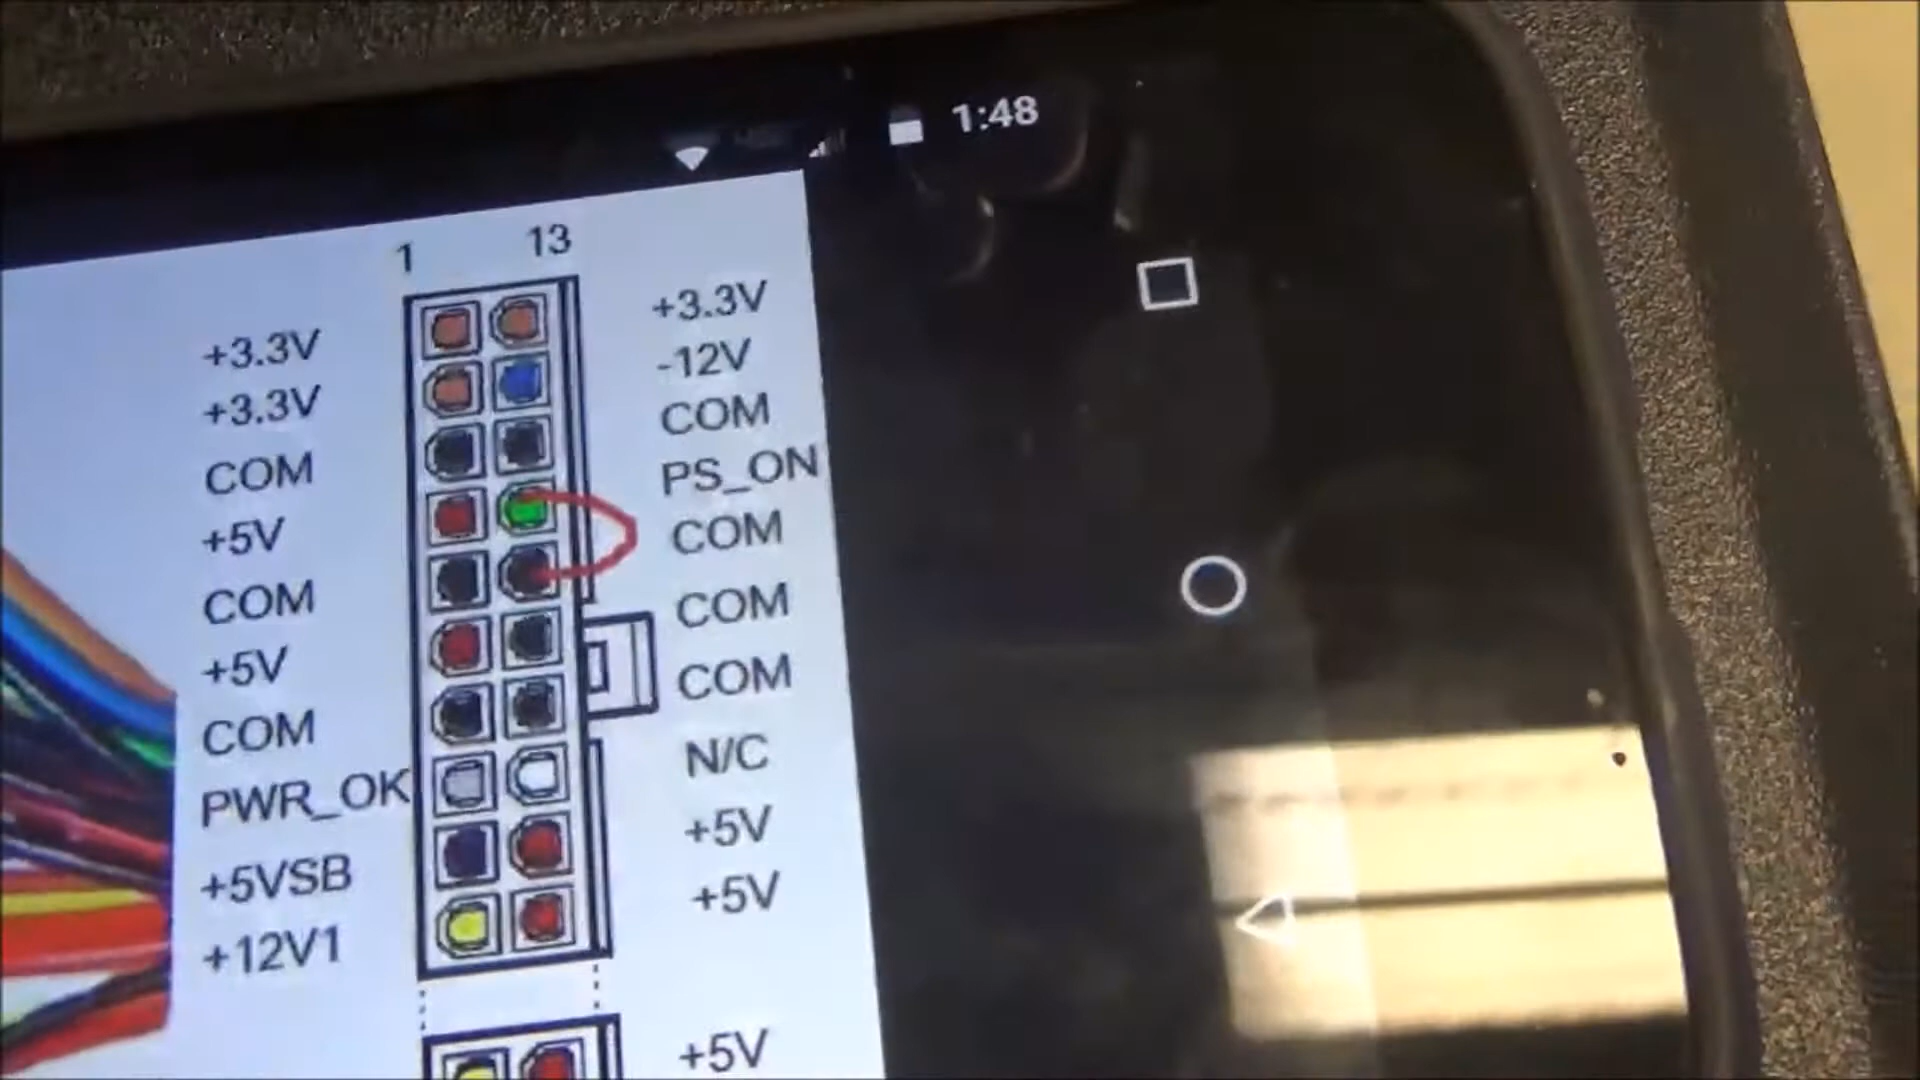 1:48
1 13
+3.3V
+3.3V
COM
+5V
COM
+5V
COM
PWR_OK
+5VSB
+12V1
+3.3V
-12V
COM
PS_ON
COM
COM
COM
N/C
+5V
+5V
+5V